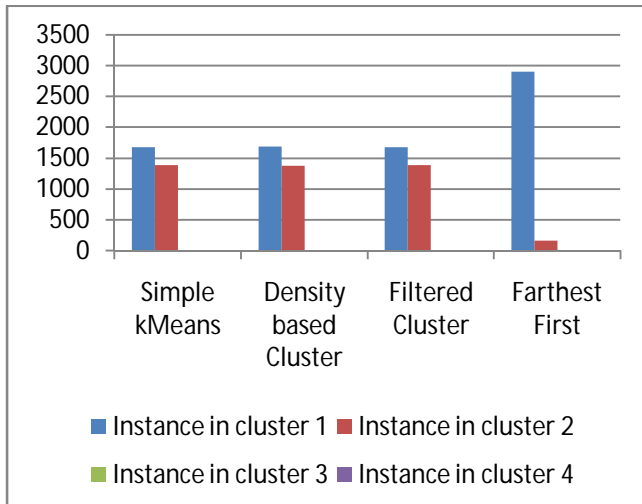 3500
3000
2500
2000
1500
1000
500
0
Simple kMeans
Density based Cluster
Filtered Cluster
Farthest First
Instance in cluster 1
Instance in cluster 2
Instance in cluster 3
Instance in cluster 4